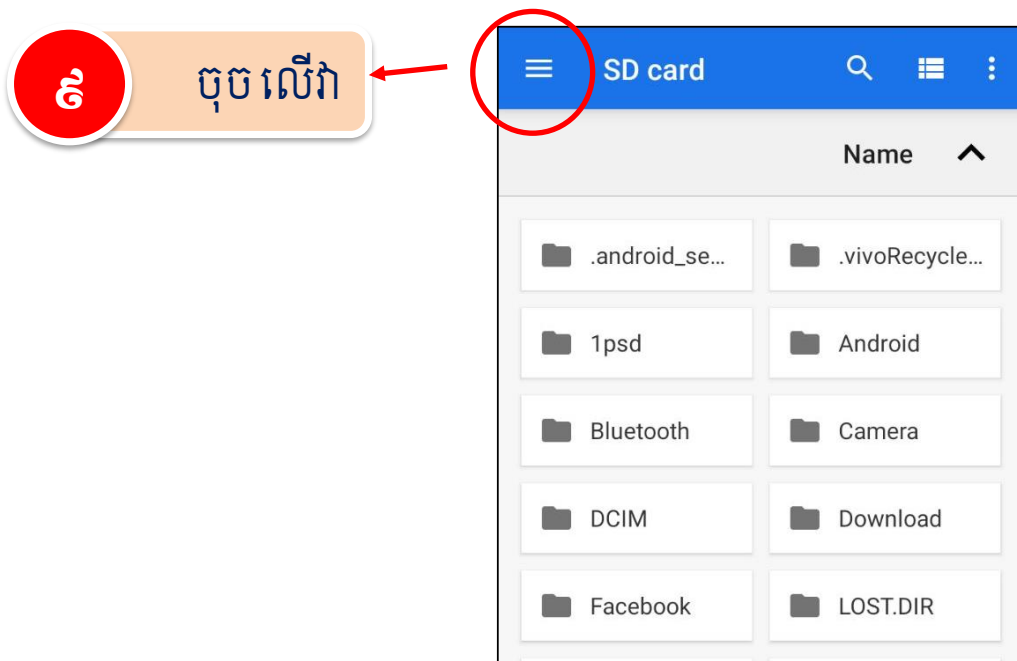 ៩
ចុច លើវា
SD card
Name
.android_se...
.vivoRecycle...
1psd
Android
Bluetooth
Camera
DCIM
Download
Facebook
LOST.DIR